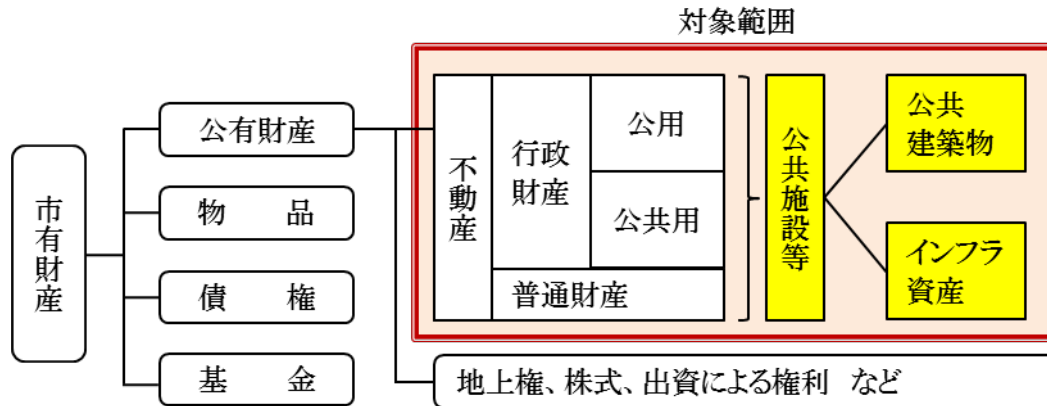 対象範囲
市有財産
公有財産
物　　品
債　　権
基　　金
不動産
行政
財産
公用
公共用
普通財産
公共施設等
公共
建築物
インフラ
資産
地上権、株式、出資による権利　など